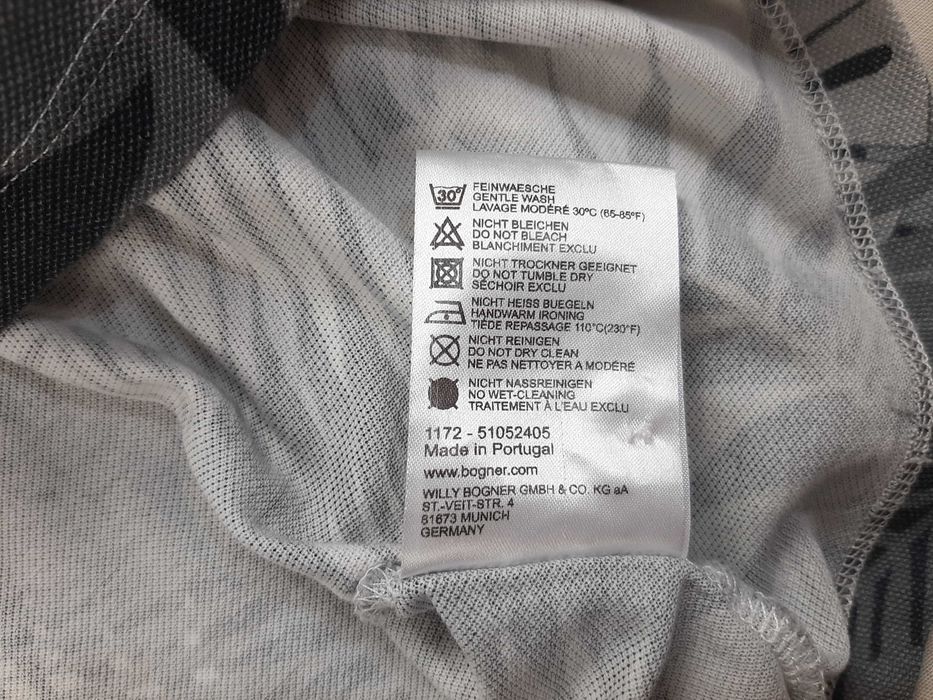 30°
FEINWAESCHE
GENTLE WASH
LAVAGE MODÉRÉ 30°C (65-85°F)
NICHT BLEICHEN
DO NOT BLEACH
BLANCHIMENT EXCLU
NICHT TROCKNER GEEIGNET
DO NOT TUMBLE DRY
SÉCHOIR EXCLU
NICHT HEISS BUEGELN
HANDWARM IRONING
TIÈDE REPASSAGE 110°C(230°F)
NICHT REINIGEN
DO NOT DRY CLEAN
NE PAS NETTOYER A MODÉRÉ
NICHT NASSREINIGEN
NO WET-CLEANING
TRAITEMENT À L'EAU EXCLU
1172 - 51052405
Made in Portugal
www.bogner.com
WILLY BOGNER GMBH & CO. KG aA
ST.-VEIT-STR. 4
81673 MUNICH
GERMANY